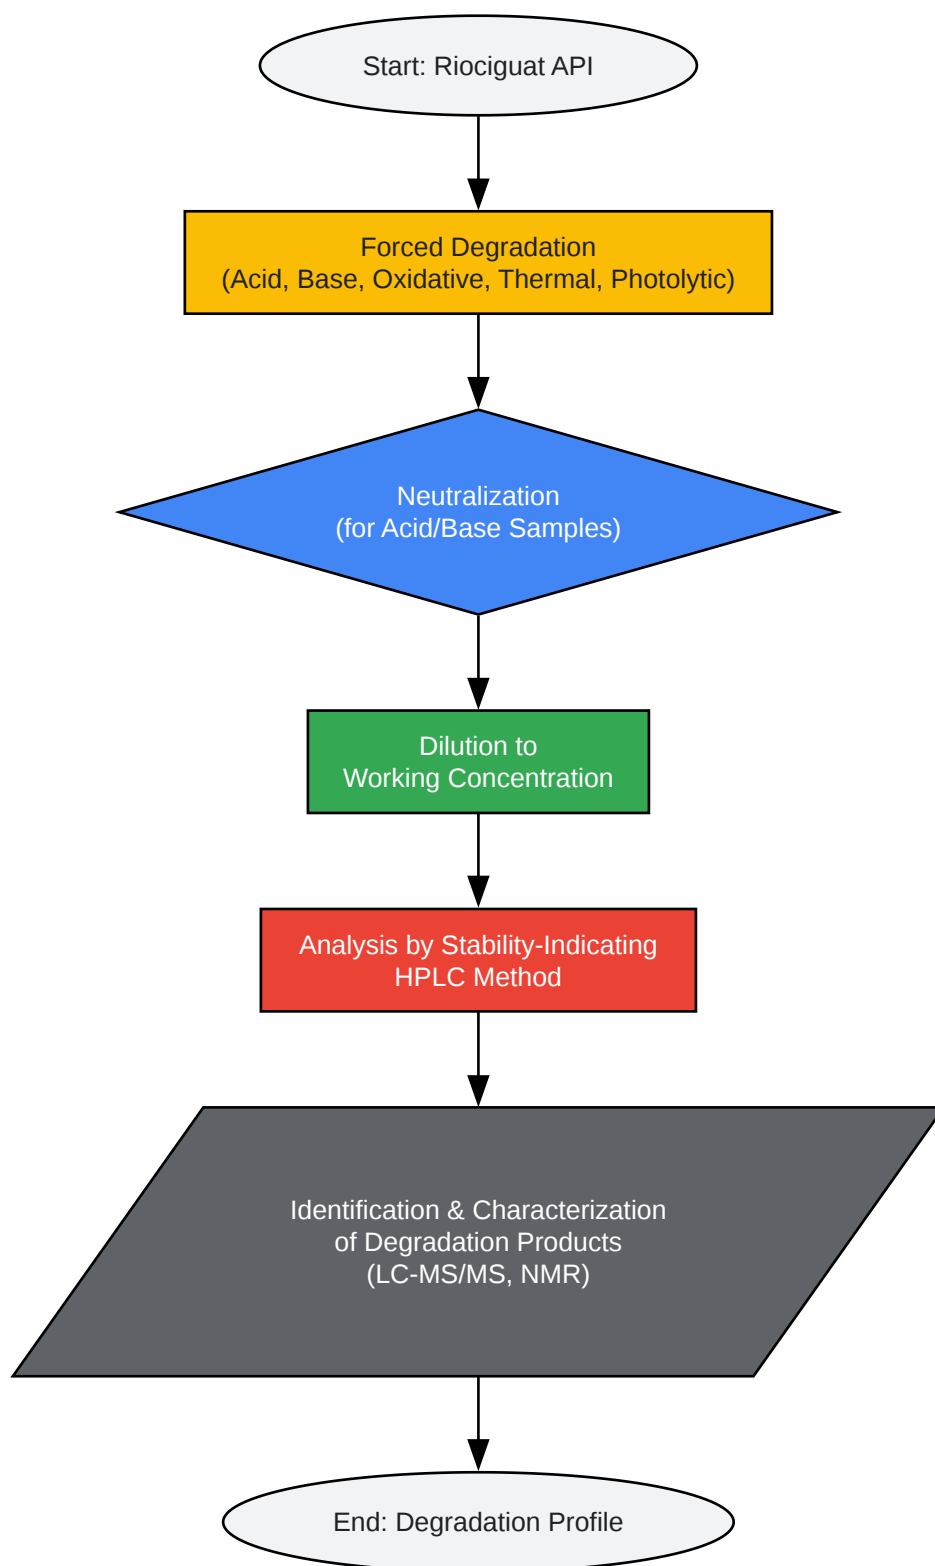 Start: Riociguat API
Forced Degradation
(Acid, Base, Oxidative, Thermal, Photolytic)
Neutralization
(for Acid/Base Samples)
Dilution to
Working Concentration
Analysis by Stability-Indicating
HPLC Method
Identification & Characterization
of Degradation Products
(LC-MS/MS, NMR)
End: Degradation Profile